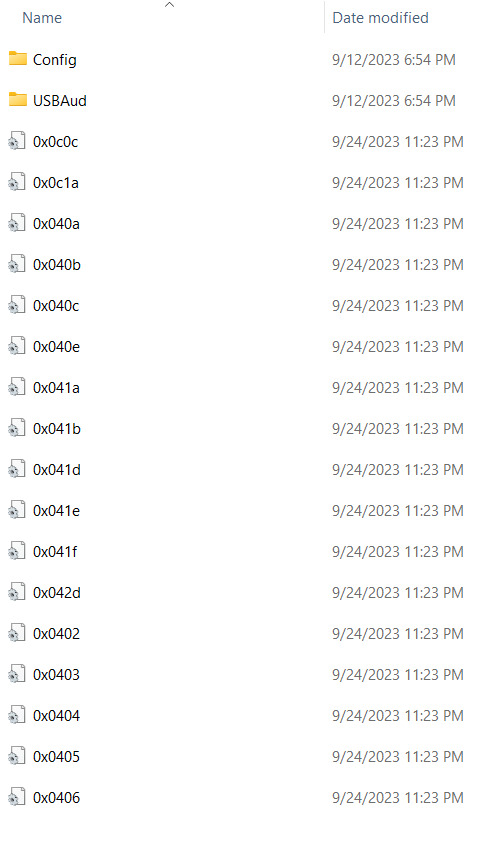 Name Date modified
Config 9/12/2023 6:54 PM
USBAud 9/12/2023 6:54 PM
0x0c0c 9/24/2023 11:23 PM
0x0c1a 9/24/2023 11:23 PM
0x040a 9/24/2023 11:23 PM
0x040b 9/24/2023 11:23 PM
0x040c 9/24/2023 11:23 PM
0x040e 9/24/2023 11:23 PM
0x041a 9/24/2023 11:23 PM
0x041b 9/24/2023 11:23 PM
0x041d 9/24/2023 11:23 PM
0x041e 9/24/2023 11:23 PM
0x041f 9/24/2023 11:23 PM
0x042d 9/24/2023 11:23 PM
0x0402 9/24/2023 11:23 PM
0x0403 9/24/2023 11:23 PM
0x0404 9/24/2023 11:23 PM
0x0405 9/24/2023 11:23 PM
0x0406 9/24/2023 11:23 PM